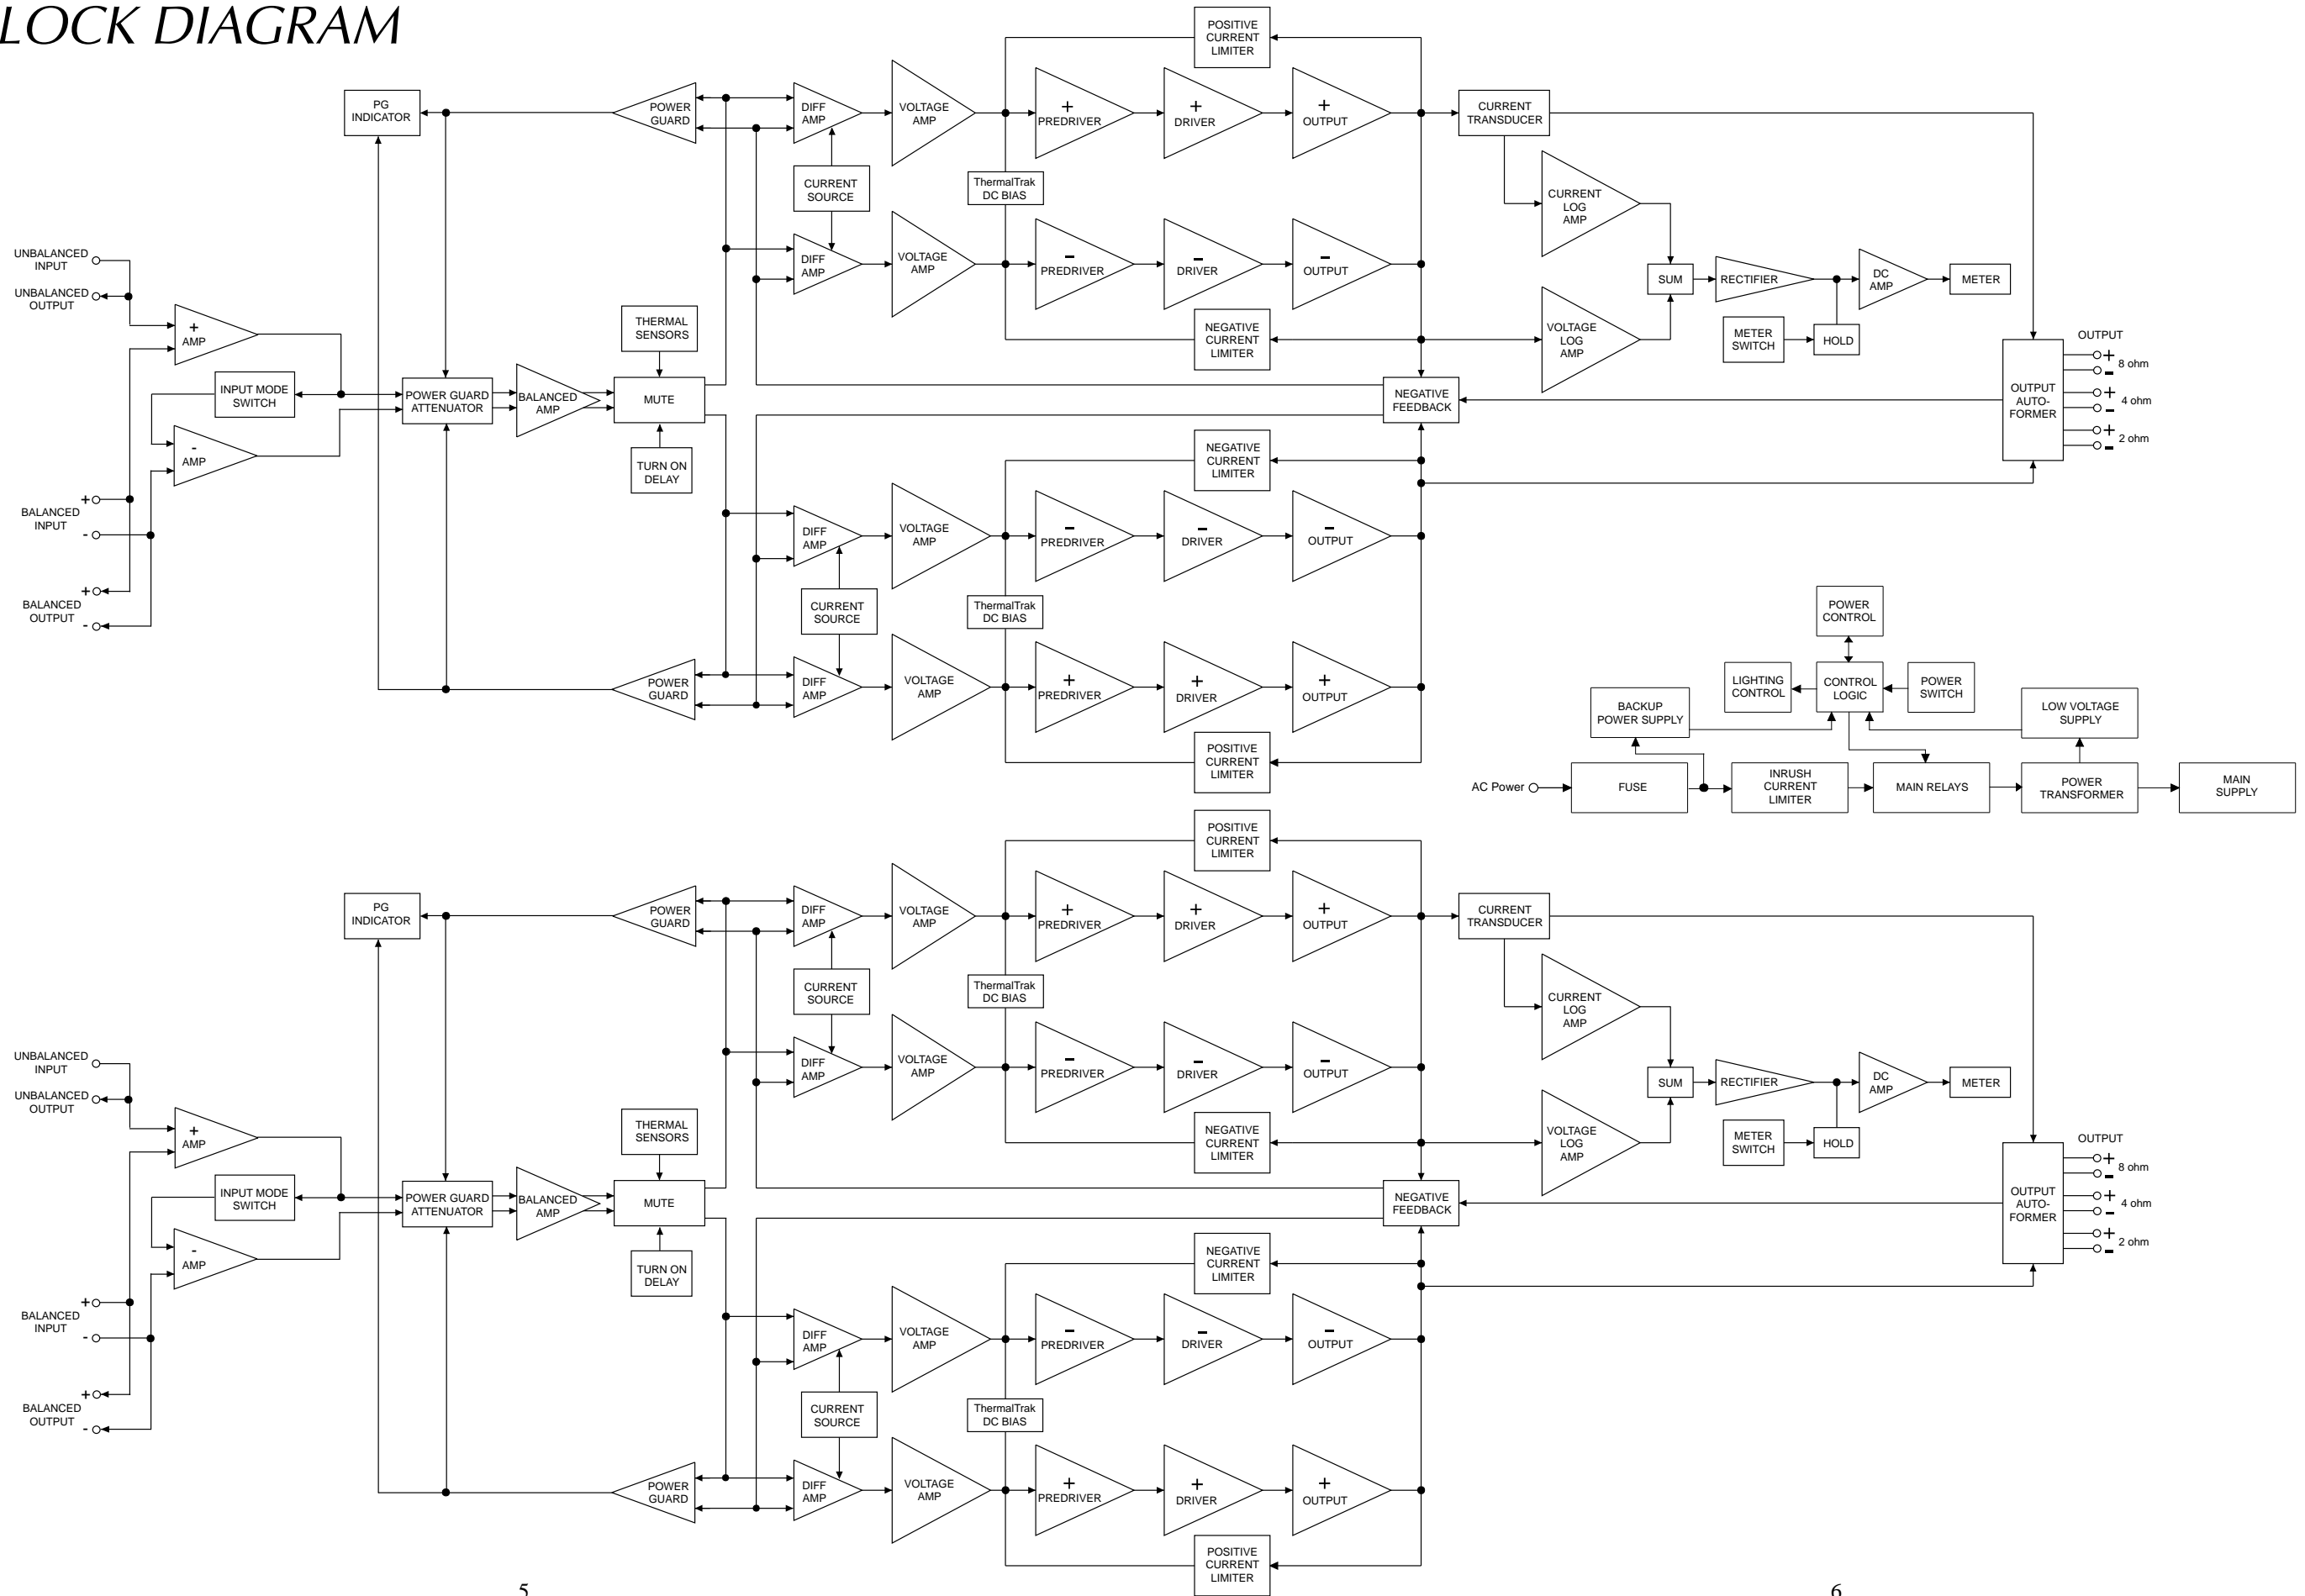 LOCK DIAGRAM
PG
INDICATOR
POWER
GUARD
DIFF
AMP
VOLTAGE
AMP
POSITIVE
CURRENT
LIMITER
+
PREDRIVER
+
DRIVER
+
OUTPUT
CURRENT
TRANSDUCER
CURRENT
SOURCE
ThermalTrak
DC BIAS
CURRENT
LOG
AMP
UNBALANCED
INPUT
UNBALANCED
OUTPUT
DIFF
AMP
VOLTAGE
AMP
-
PREDRIVER
-
DRIVER
-
OUTPUT
SUM
RECTIFIER
DC
AMP
METER
+
AMP
THERMAL
SENSORS
NEGATIVE
CURRENT
LIMITER
VOLTAGE
LOG
AMP
METER
SWITCH
HOLD
INPUT MODE
SWITCH
POWER GUARD
ATTENUATOR
BALANCED
AMP
MUTE
NEGATIVE
FEEDBACK
OUTPUT
AUTO-
FORMER
OUTPUT
+
8 ohm
-
+
4 ohm
-
+
2 ohm
-
-
AMP
TURN ON
DELAY
NEGATIVE
CURRENT
LIMITER
+
BALANCED
INPUT
-
DIFF
AMP
VOLTAGE
AMP
-
PREDRIVER
-
DRIVER
-
OUTPUT
+
BALANCED
OUTPUT
-
CURRENT
SOURCE
ThermalTrak
DC BIAS
POWER
GUARD
DIFF
AMP
VOLTAGE
AMP
+
PREDRIVER
+
DRIVER
+
OUTPUT
POSITIVE
CURRENT
LIMITER
POWER
CONTROL
LIGHTING
CONTROL
CONTROL
LOGIC
POWER
SWITCH
BACKUP
POWER SUPPLY
LOW VOLTAGE
SUPPLY
AC Power
FUSE
INRUSH
CURRENT
LIMITER
MAIN RELAYS
POWER
TRANSFORMER
MAIN
SUPPLY
PG
INDICATOR
POWER
GUARD
DIFF
AMP
VOLTAGE
AMP
POSITIVE
CURRENT
LIMITER
+
PREDRIVER
+
DRIVER
+
OUTPUT
CURRENT
TRANSDUCER
CURRENT
SOURCE
ThermalTrak
DC BIAS
CURRENT
LOG
AMP
UNBALANCED
INPUT
UNBALANCED
OUTPUT
DIFF
AMP
VOLTAGE
AMP
-
PREDRIVER
-
DRIVER
-
OUTPUT
SUM
RECTIFIER
DC
AMP
METER
+
AMP
THERMAL
SENSORS
NEGATIVE
CURRENT
LIMITER
VOLTAGE
LOG
AMP
METER
SWITCH
HOLD
INPUT MODE
SWITCH
POWER GUARD
ATTENUATOR
BALANCED
AMP
MUTE
NEGATIVE
FEEDBACK
OUTPUT
AUTO-
FORMER
OUTPUT
+
8 ohm
-
+
4 ohm
-
+
2 ohm
-
-
AMP
TURN ON
DELAY
NEGATIVE
CURRENT
LIMITER
+
BALANCED
INPUT
-
DIFF
AMP
VOLTAGE
AMP
-
PREDRIVER
-
DRIVER
-
OUTPUT
+
BALANCED
OUTPUT
-
CURRENT
SOURCE
ThermalTrak
DC BIAS
POWER
GUARD
DIFF
AMP
VOLTAGE
AMP
+
PREDRIVER
+
DRIVER
+
OUTPUT
POSITIVE
CURRENT
LIMITER
5
6